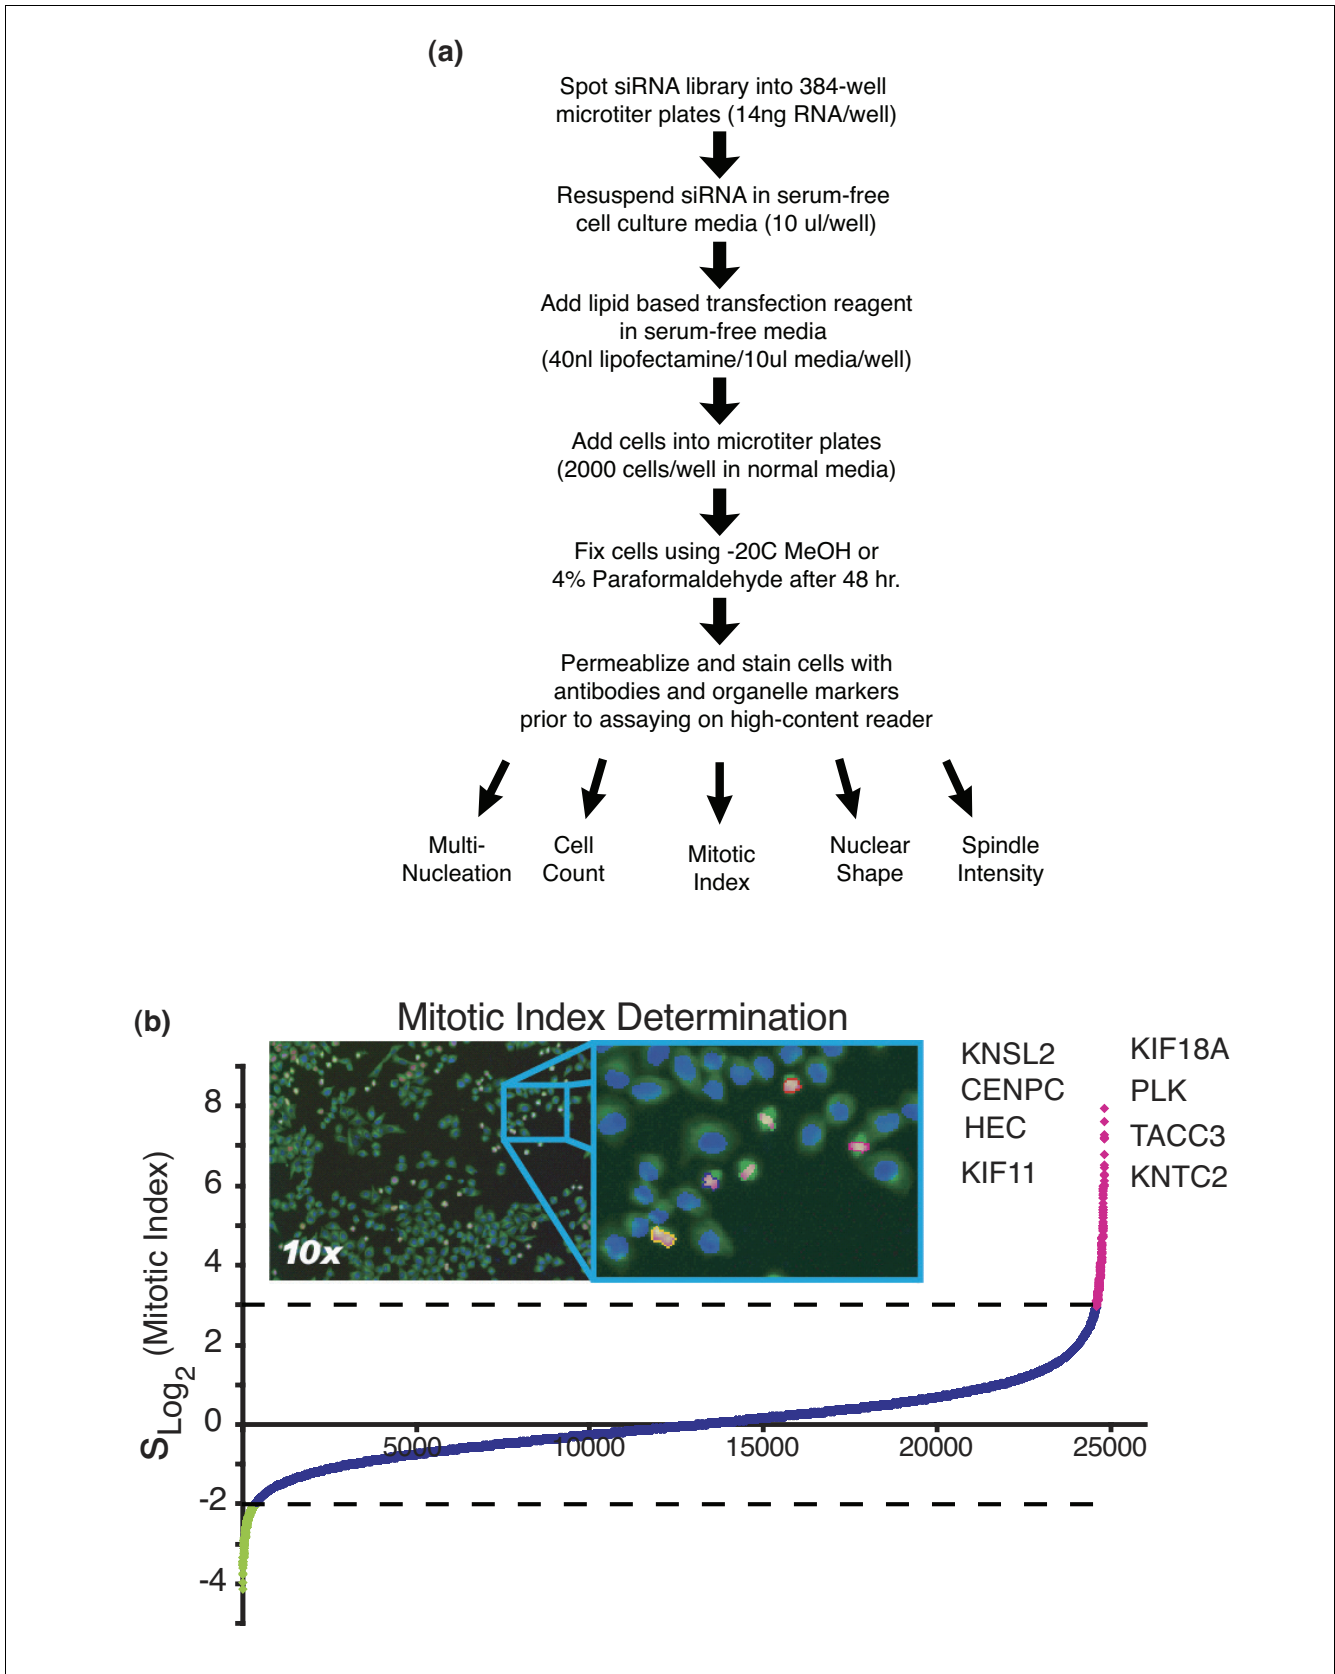 (a)
Spot siRNA library into 384-well
microtiter plates (14ng RNA/well)
Resuspend siRNA in serum-free
cell culture media (10 ul/well)
Add lipid based transfection reagent
in serum-free media
(40nl lipofectamine/10ul media/well)
Add cells into microtiter plates
(2000 cells/well in normal media)
Fix cells using -20C MeOH or
4% Paraformaldehyde after 48 hr.
Permeablize and stain cells with
antibodies and organelle markers
prior to assaying on high-content reader
Multi-
Nucleation
Cell
Count
Mitotic
Index
Nuclear
Shape
Spindle
Intensity
(b)
Mitotic Index Determination
KNSL2
CENPC
HEC
KIF11
KIF18A
PLK
TACC3
KNTC2
10x
SLog2 (Mitotic Index)
8
6
4
2
0
-2
-4
5000
10000
15000
20000
25000